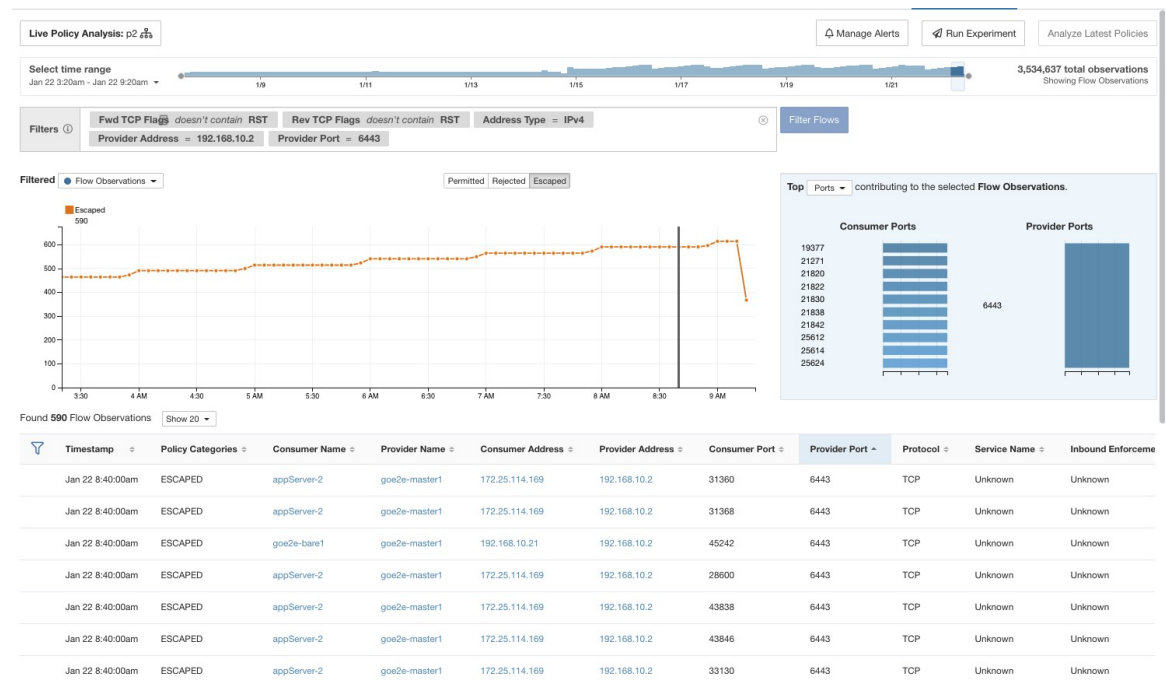 Live Policy Analysis: p2
Manage Alerts
Run Experiment
Analyze Latest Policies
Select time range
Jan 22 3:20am - Jan 22 9:20am
1/9 1/11 1/13 1/15 1/17 1/19 1/21
3,534,637 total observations
Showing Flow Observations
Filters
Fwd TCP Flags doesn't contain RST
Rev TCP Flags doesn't contain RST
Address Type = IPv4
Provider Address = 192.168.10.2
Provider Port = 6443
Filter Flows
Filtered Flow Observations
Permitted Rejected Escaped
Escaped
590
600
500
400
300
200
100
0
3:30 4 AM 4:30 5 AM 5:30 6 AM 6:30 7 AM 7:30 8 AM 8:30 9 AM
Top Ports contributing to the selected Flow Observations.
Consumer Ports
19377
21271
21820
21822
21830
21838
21842
25612
25614
25624
Provider Ports
6443
Found 590 Flow Observations Show 20
Timestamp Policy Categories Consumer Name Provider Name Consumer Address Provider Address Consumer Port Provider Port Protocol Service Name Inbound Enforceme
Jan 22 8:40:00am ESCAPED appServer-2 goe2e-master1 172.25.114.169 192.168.10.2 31360 6443 TCP Unknown Unknown
Jan 22 8:40:00am ESCAPED appServer-2 goe2e-master1 172.25.114.169 192.168.10.2 31368 6443 TCP Unknown Unknown
Jan 22 8:40:00am ESCAPED goe2e-bare1 goe2e-master1 192.168.10.21 192.168.10.2 45242 6443 TCP Unknown Unknown
Jan 22 8:40:00am ESCAPED appServer-2 goe2e-master1 172.25.114.169 192.168.10.2 28600 6443 TCP Unknown Unknown
Jan 22 8:40:00am ESCAPED appServer-2 goe2e-master1 172.25.114.169 192.168.10.2 43838 6443 TCP Unknown Unknown
Jan 22 8:40:00am ESCAPED appServer-2 goe2e-master1 172.25.114.169 192.168.10.2 43846 6443 TCP Unknown Unknown
Jan 22 8:40:00am ESCAPED appServer-2 goe2e-master1 172.25.114.169 192.168.10.2 33130 6443 TCP Unknown Unknown